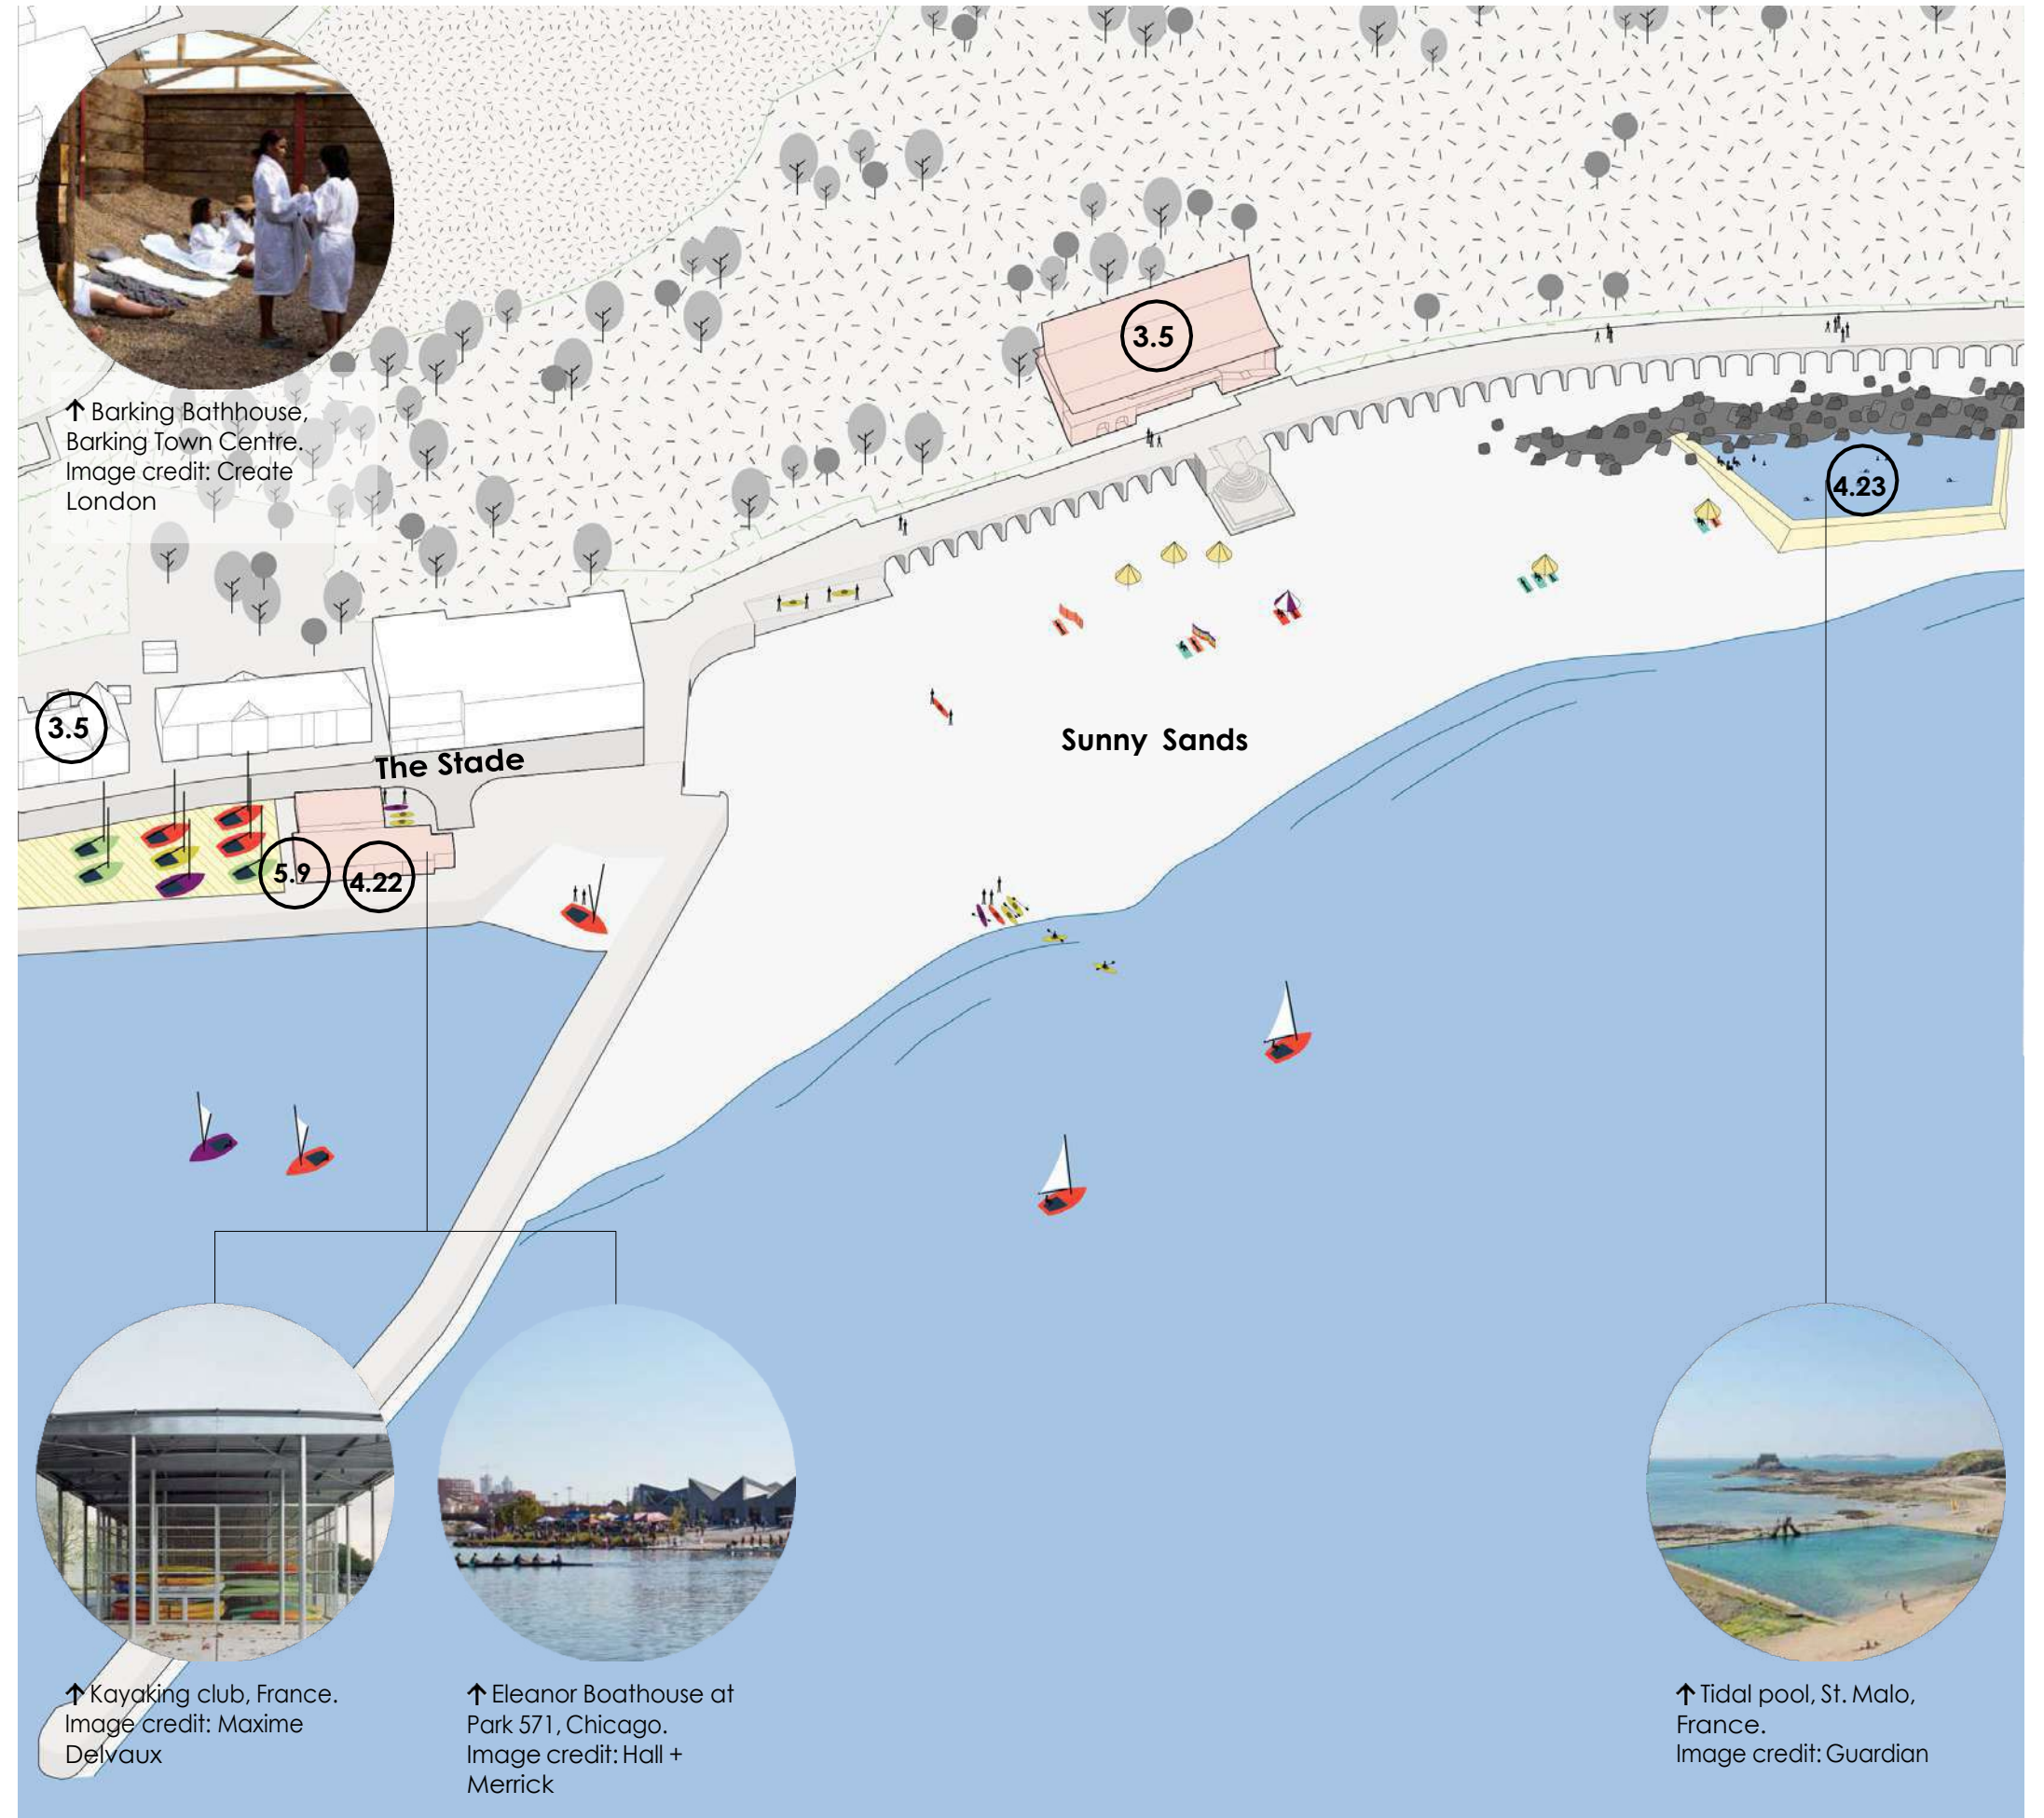 ↑ Barking Bathhouse,
Barking Town Centre.
Image credit: Create
London
3.5
4.23
3.5
Sunny Sands
The Stade
5.9
4.22
↑ Kayaking club, France.
Image credit: Maxime
Delvaux
↑ Eleanor Boathouse at
Park 571, Chicago.
Image credit: Hall +
Merrick
↑ Tidal pool, St. Malo,
France.
Image credit: Guardian